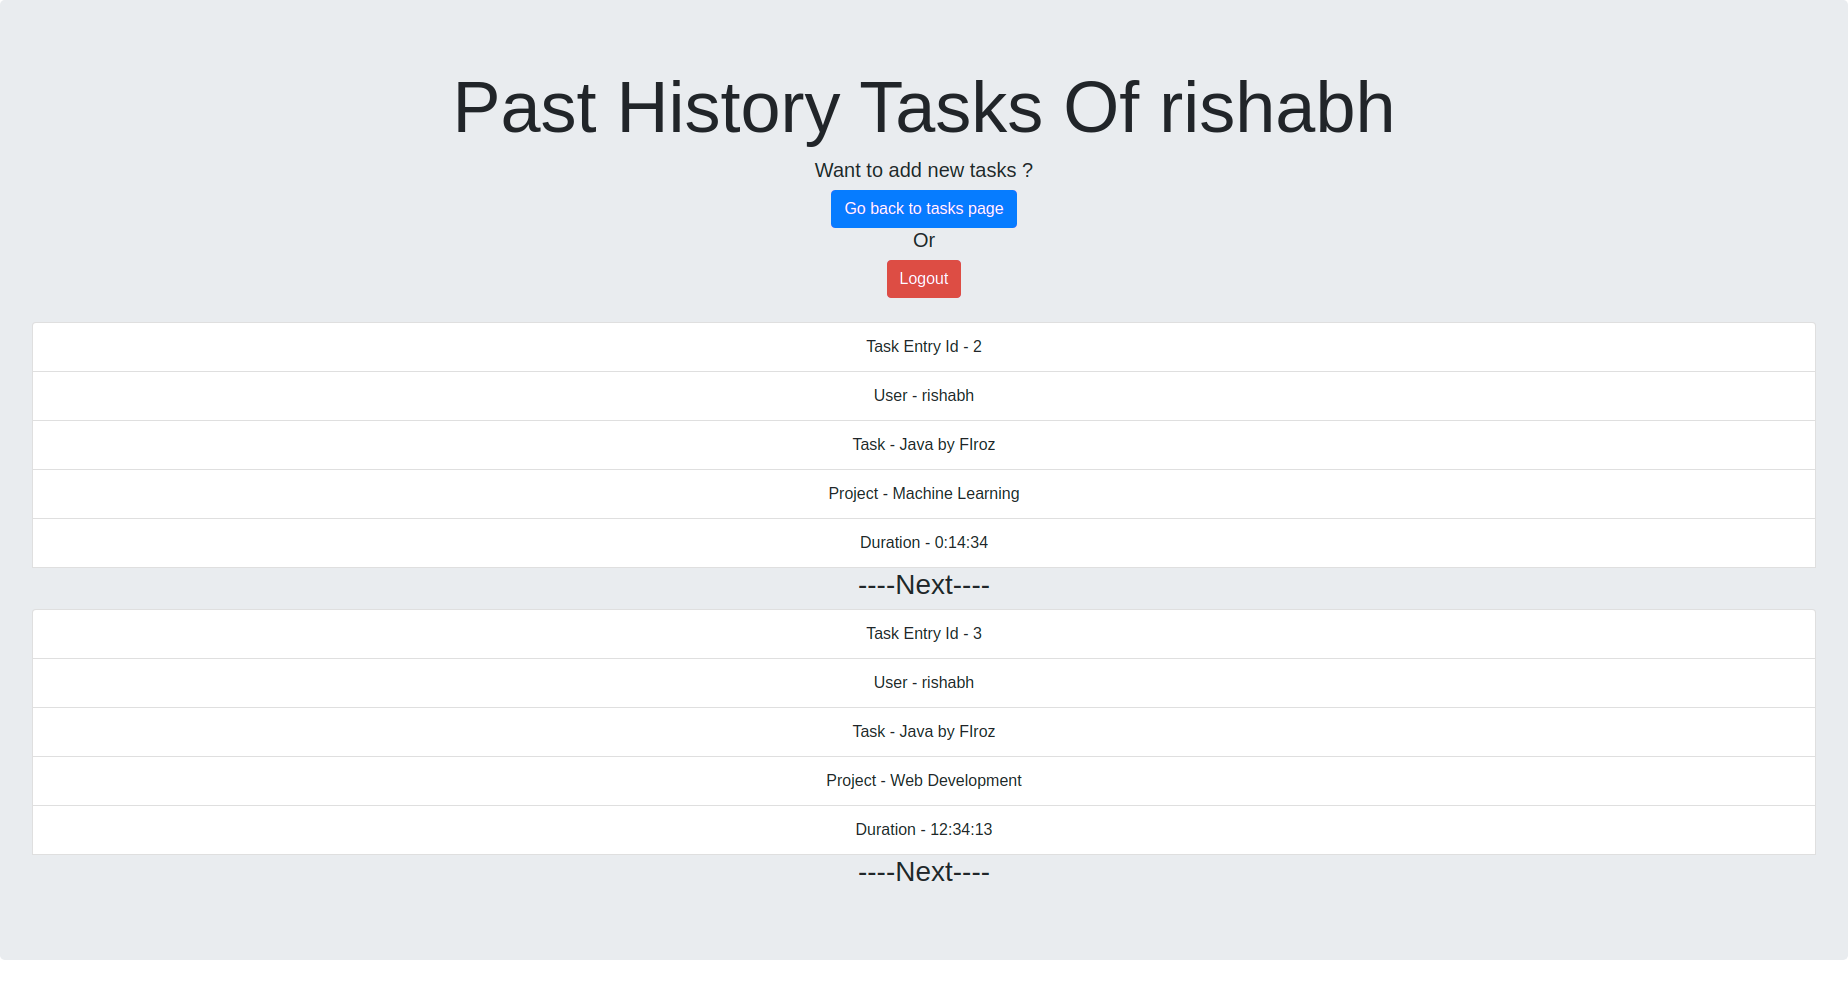 Past History Tasks Of rishabh
Want to add new tasks ?
Go back to tasks page
Or
Logout
Task Entry Id - 2
User - rishabh
Task - Java by FIroz
Project - Machine Learning
Duration - 0:14:34
----Next----
Task Entry Id - 3
User - rishabh
Task - Java by FIroz
Project - Web Development
Duration - 12:34:13
----Next----